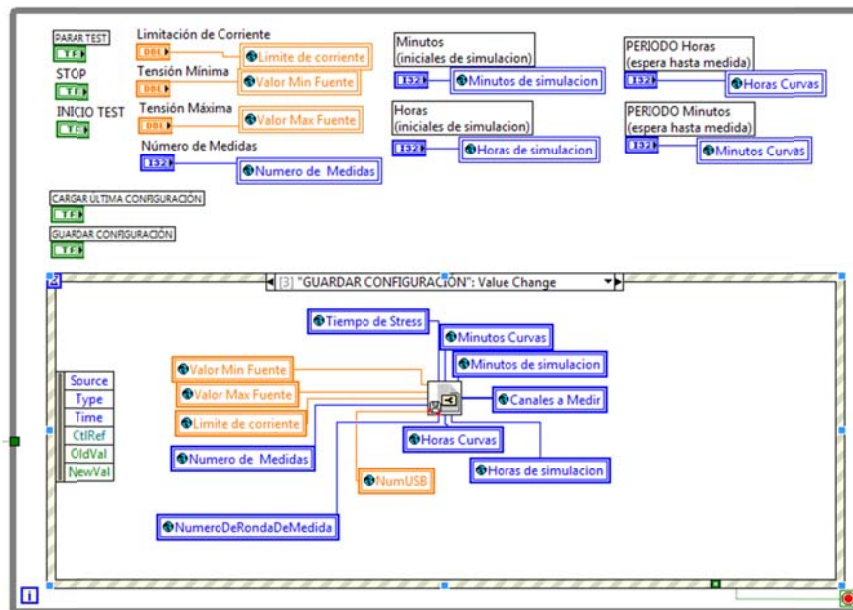 PARAR TEST
TF
STOP
TF
INICIO TEST
TF
Limitación de Corriente
DBL
Limite de corriente
Tensión Mínima
DBL
Valor Min Fuente
Tensión Máxima
DBL
Valor Max Fuente
Número de Medidas
I32
Numero de Medidas
Minutos
(iniciales de simulacion)
I32
Minutos de simulacion
Horas
(iniciales de simulacion)
I32
Horas de simulacion
PERIODO Horas
(espera hasta medida)
I32
Horas Curvas
PERIODO Minutos
(espera hasta medida)
I32
Minutos Curvas
CARGAR ÚLTIMA CONFIGURACIÓN
TF
GUARDAR CONFIGURACIÓN
TF
[3] "GUARDAR CONFIGURACIÓN": Value Change
Source
Type
Time
CtlRef
OldVal
NewVal
Tiempo de Stress
Minutos Curvas
Minutos de simulacion
Valor Min Fuente
Valor Max Fuente
Limite de corriente
Canales a Medir
Numero de Medidas
Horas Curvas
Horas de simulacion
NumUSB
NumeroDeRondaDeMedida
i